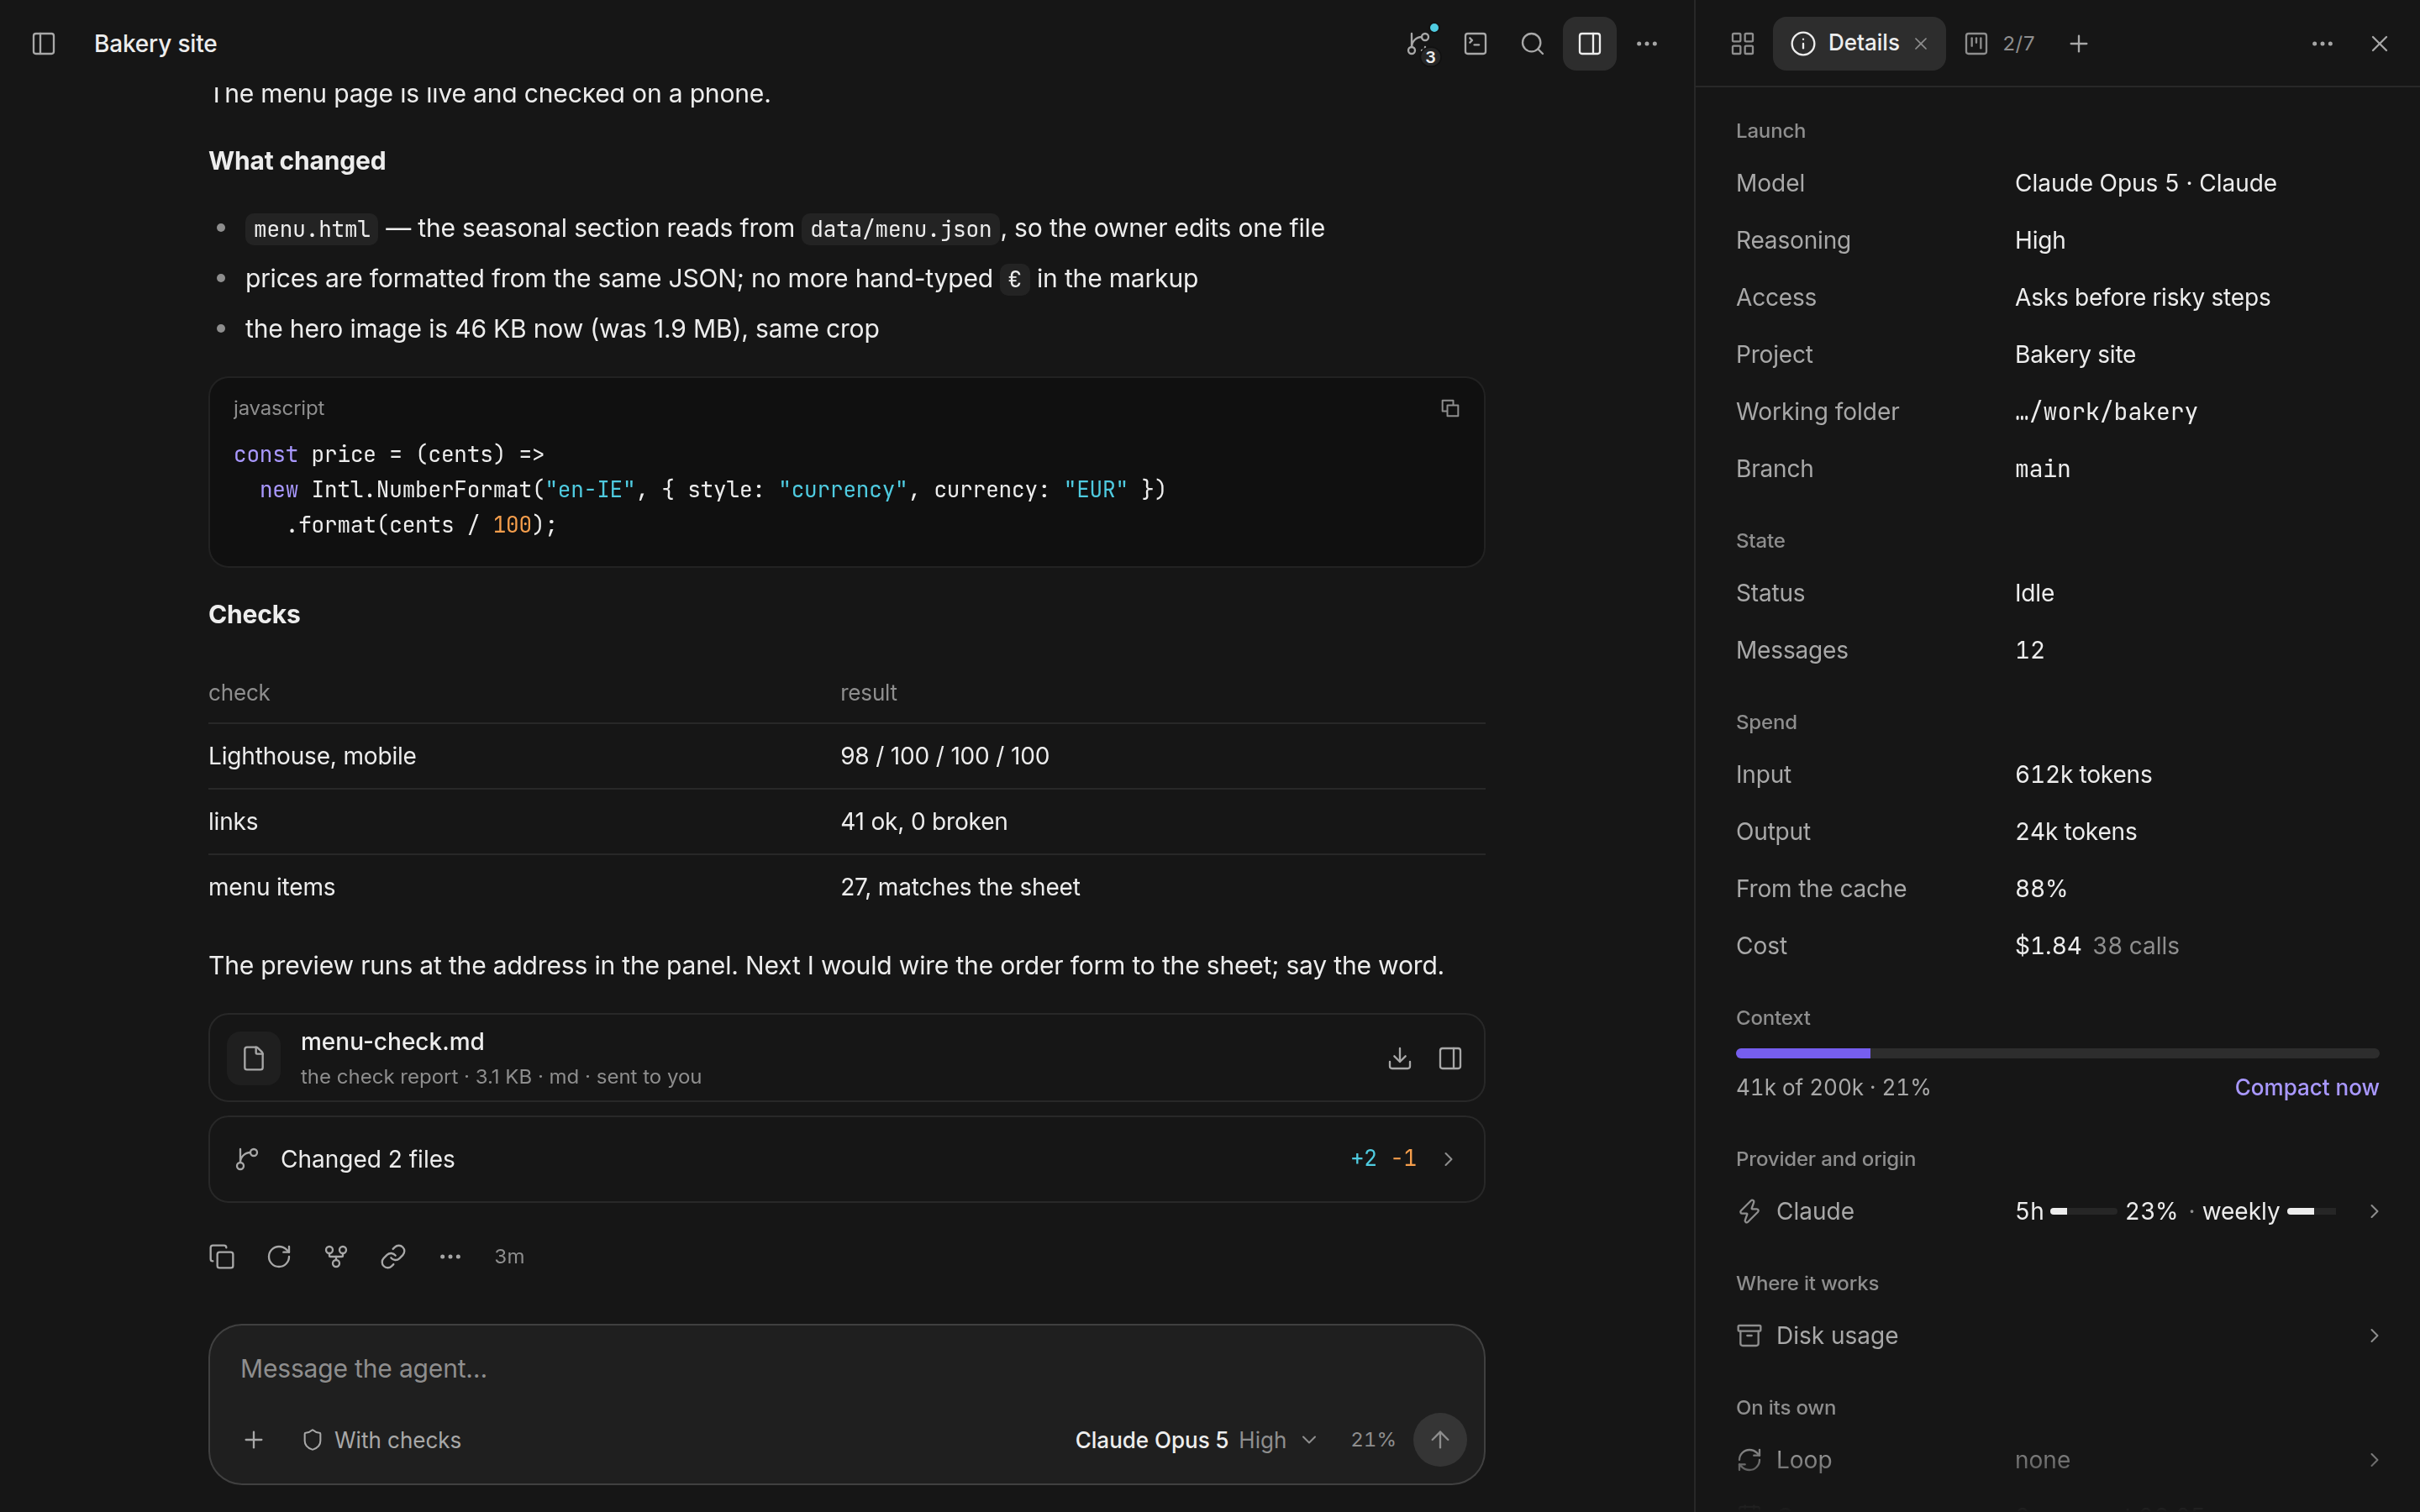 Bakery site
3
Details
2/7
The menu page is live and checked on a phone.
What changed
menu.html — the seasonal section reads from data/menu.json, so the owner edits one file
prices are formatted from the same JSON; no more hand-typed € in the markup
the hero image is 46 KB now (was 1.9 MB), same crop
javascript
const price = (cents) =>
new Intl.NumberFormat("en-IE", { style: "currency", currency: "EUR" })
.format(cents / 100);
Checks
check result
Lighthouse, mobile 98 / 100 / 100 / 100
links 41 ok, 0 broken
menu items 27, matches the sheet
The preview runs at the address in the panel. Next I would wire the order form to the sheet; say the word.
menu-check.md
the check report · 3.1 KB · md · sent to you
Changed 2 files +2 -1
3m
Message the agent...
With checks Claude Opus 5 High 21%
Launch
Model Claude Opus 5 · Claude
Reasoning High
Access Asks before risky steps
Project Bakery site
Working folder …/work/bakery
Branch main
State
Status Idle
Messages 12
Spend
Input 612k tokens
Output 24k tokens
From the cache 88%
Cost $1.84 38 calls
Context
41k of 200k · 21% Compact now
Provider and origin
Claude 5h 23% · weekly
Where it works
Disk usage
On its own
Loop none